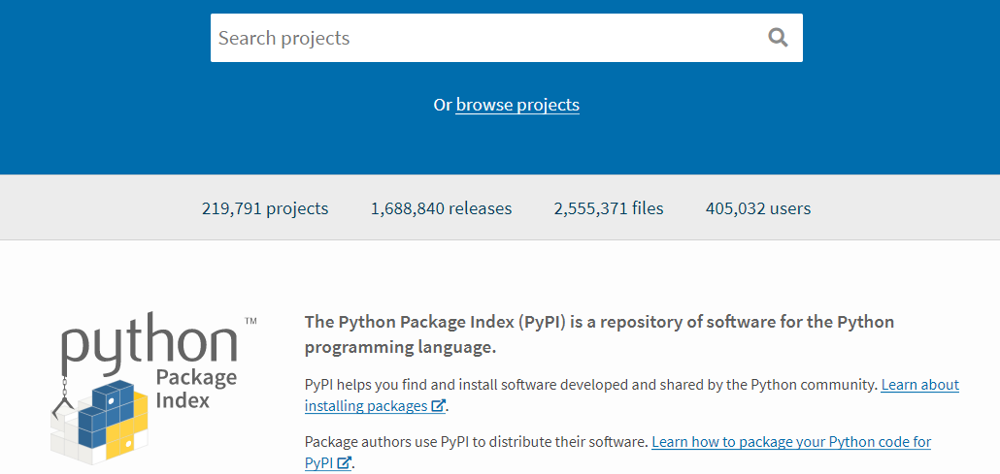 Search projects
Or browse projects
219,791 projects 1,688,840 releases 2,555,371 files 405,032 users
python™
Package
Index
The Python Package Index (PyPI) is a repository of software for the Python
programming language.
PyPI helps you find and install software developed and shared by the Python community. Learn about
installing packages.
Package authors use PyPI to distribute their software. Learn how to package your Python code for
PyPI.